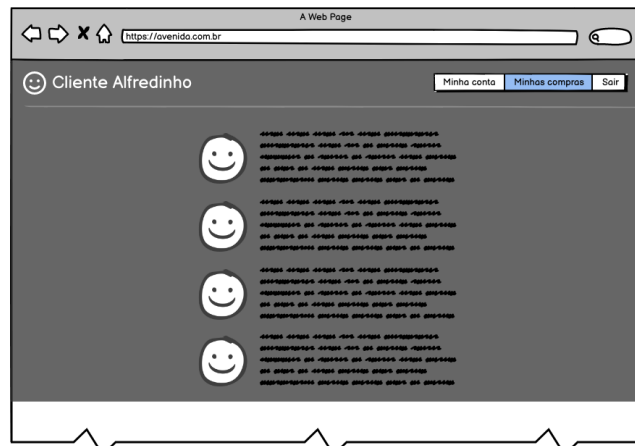 A Web Page
https://avenida.com.br
Cliente Alfredinho
Minha conta Minhas compras Sair